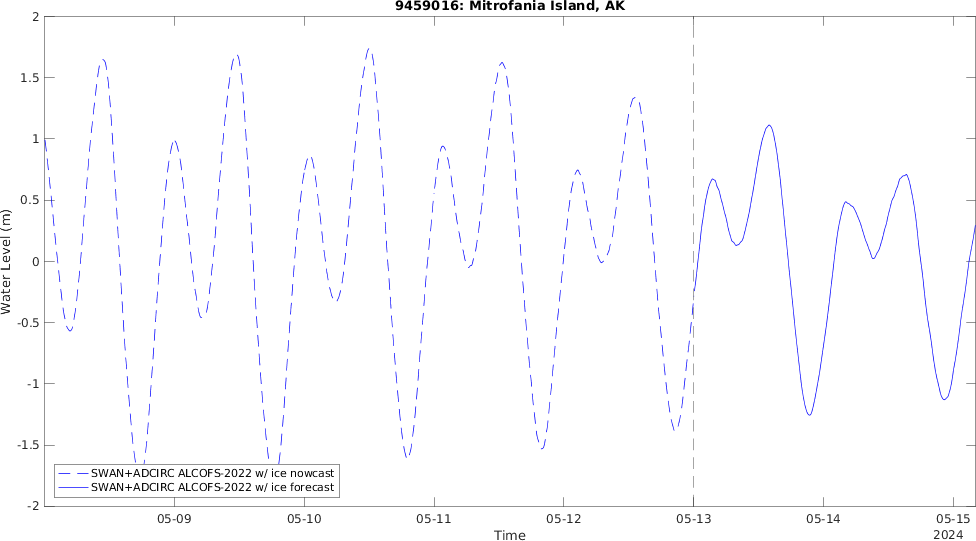 9459016: Mitrofania Island, AK
2
1.5
1
0.5
0
-0.5
-1
-1.5
-2
Water Level (m)
SWAN+ADCIRC ALCOFS-2022 w/ ice nowcast
SWAN+ADCIRC ALCOFS-2022 w/ ice forecast
05-09 05-10 05-11 05-12 05-13 05-14 05-15
Time
2024